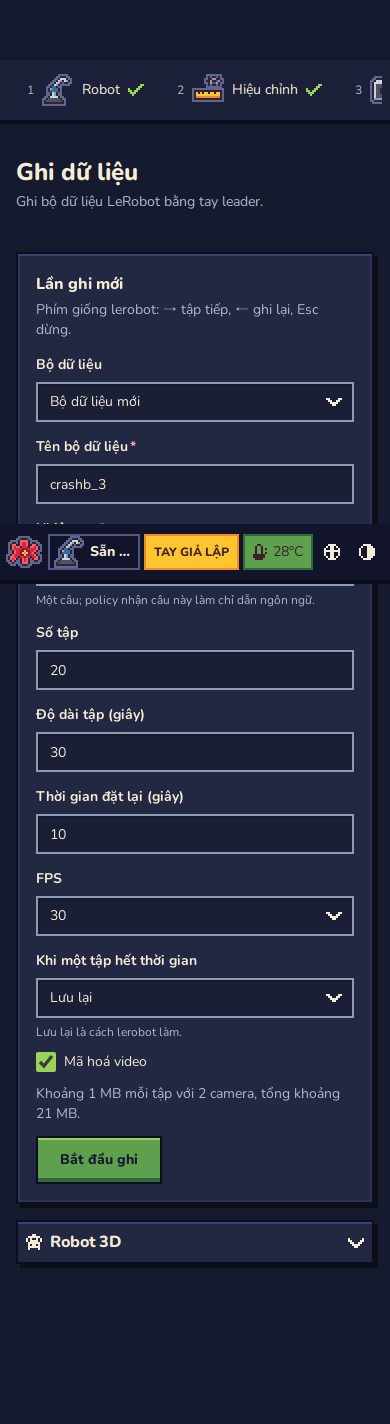 1 Robot
2 Hiệu chỉnh
3
Ghi dữ liệu
Ghi bộ dữ liệu LeRobot bằng tay leader.
Lần ghi mới
Phím giống lerobot: → tập tiếp, ← ghi lại, Esc
dừng.
Bộ dữ liệu
Bộ dữ liệu mới
Tên bộ dữ liệu*
crashb_3
Sẵn ...
TAY GIẢ LẬP
28°C
Một câu; policy nhận câu này làm chỉ dẫn ngôn ngữ.
Số tập
20
Độ dài tập (giây)
30
Thời gian đặt lại (giây)
10
FPS
30
Khi một tập hết thời gian
Lưu lại
Lưu lại là cách lerobot làm.
Mã hoá video
Khoảng 1 MB mỗi tập với 2 camera, tổng khoảng
21 MB.
Bắt đầu ghi
Robot 3D